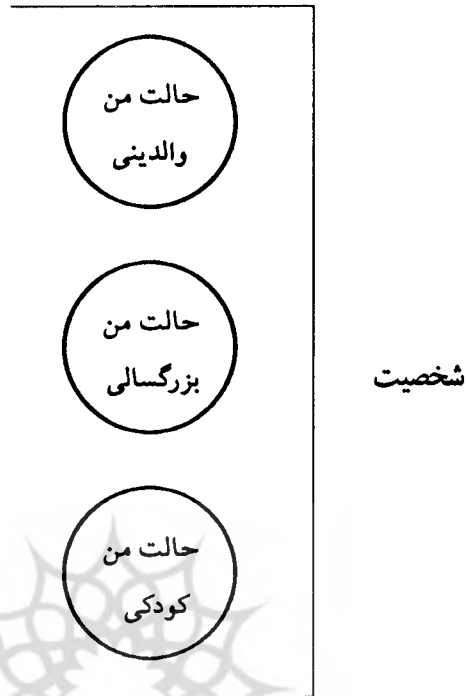 حالت من
والدینی
حالت من
بزرگسالی
شخصیت
حالت من
کودکی